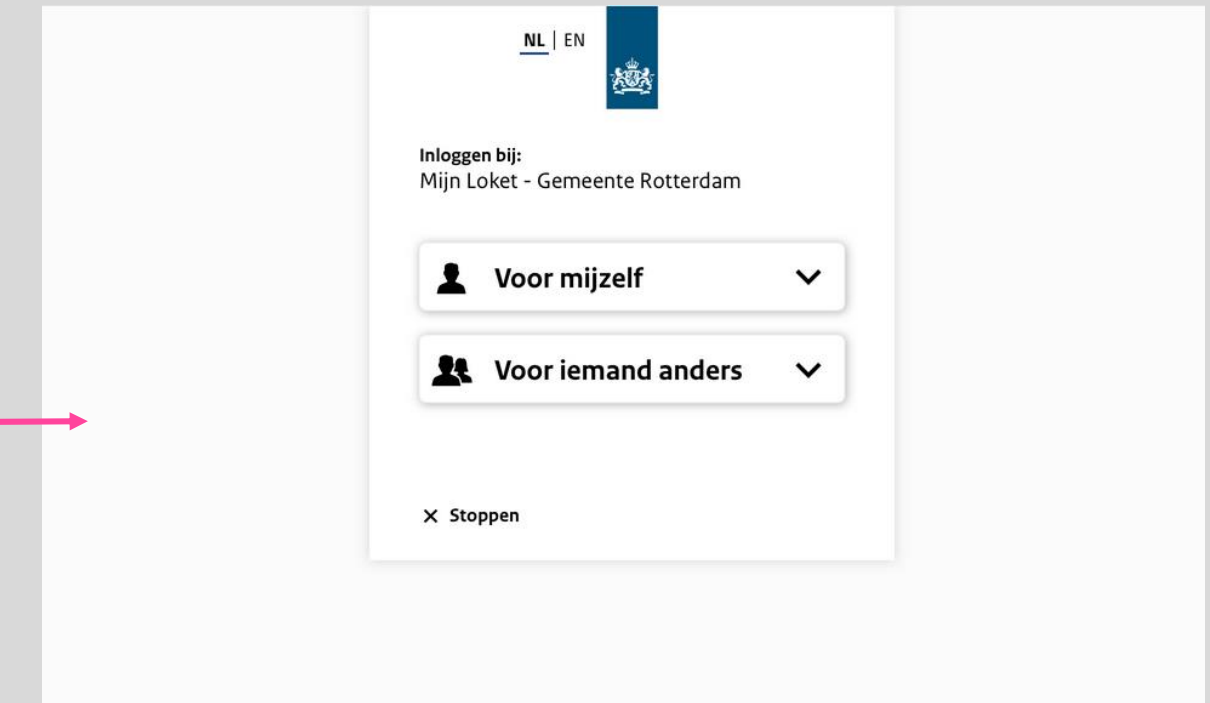 NL | EN
Inloggen bij:
Mijn Loket - Gemeente Rotterdam
Voor mijzelf
Voor iemand anders
Stoppen